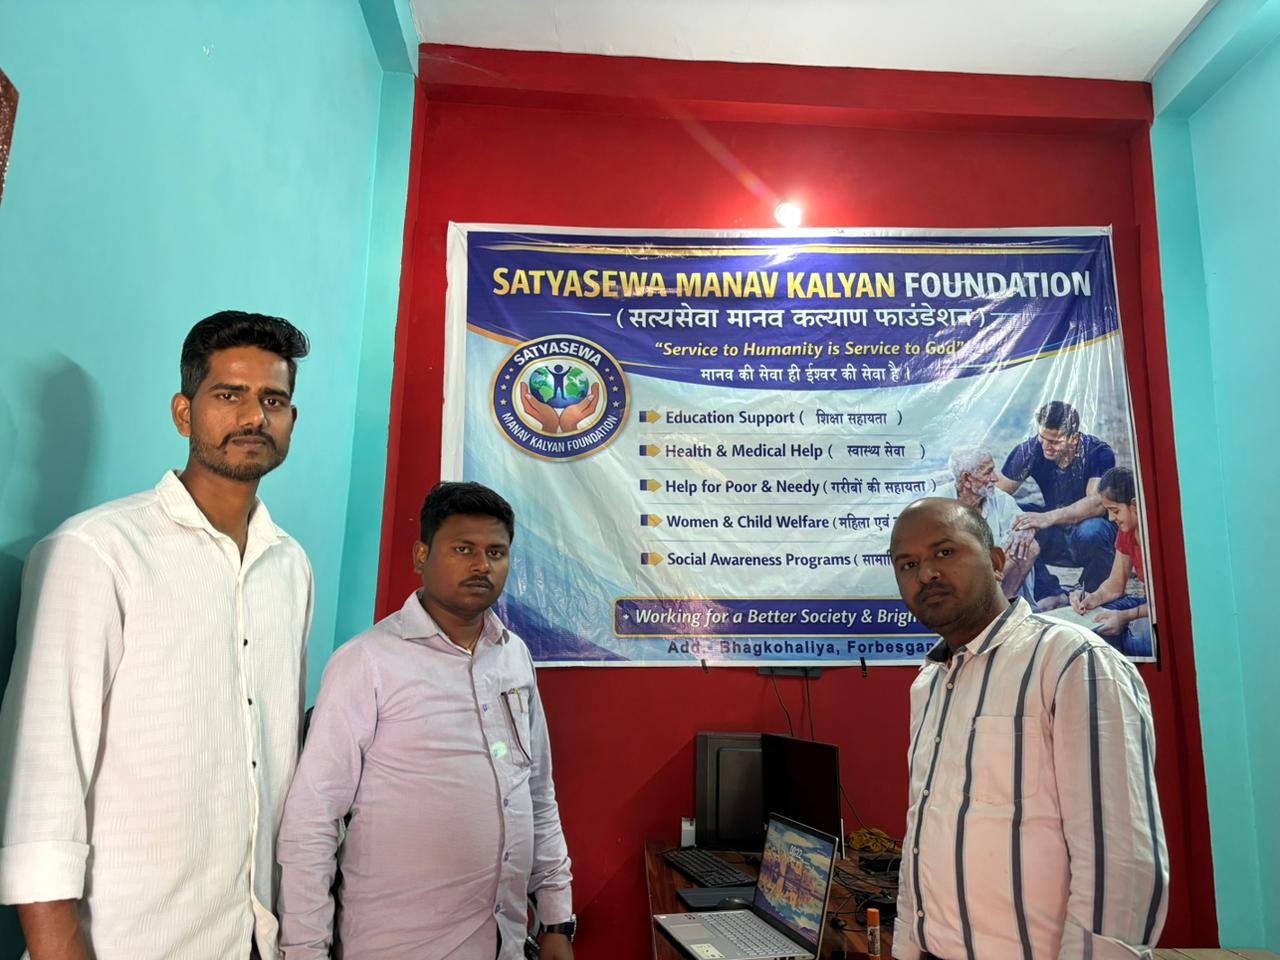 SATYASEWA MANAV KALYAN FOUNDATION
(सत्यसेवा मानव कल्याण फाउंडेशन)
"Service to Humanity is Service to God"
मानव की सेवा ही ईश्वर की सेवा है ।
SATYASEWA
MANAV KALYAN FOUNDATION
Education Support ( शिक्षा सहायता )
Health & Medical Help ( स्वास्थ्य सेवा )
Help for Poor & Needy ( गरीबों की सहायता )
Women & Child Welfare ( महिला एवं
Social Awareness Programs (
Working for a Better Society &
Add.- Bhagkohaliya,
00:22